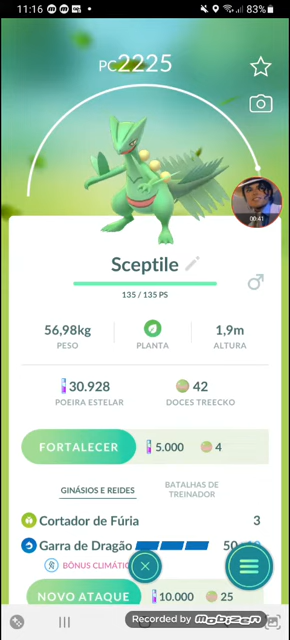 11:16
83%
PC2225
00:41
Sceptile
135 / 135 PS
56,98kg
PESO
PLANTA
1,9m
ALTURA
30.928
POEIRA ESTELAR
42
DOCES TREECKO
FORTALECER
5.000
4
GINÁSIOS E REIDES
BATALHAS DE
TREINADOR
Cortador de Fúria
3
Garra de Dragão
BÔNUS CLIMÁTIC
NOVO ATAQUE
10.000
25
Recorded by MOBIZEN